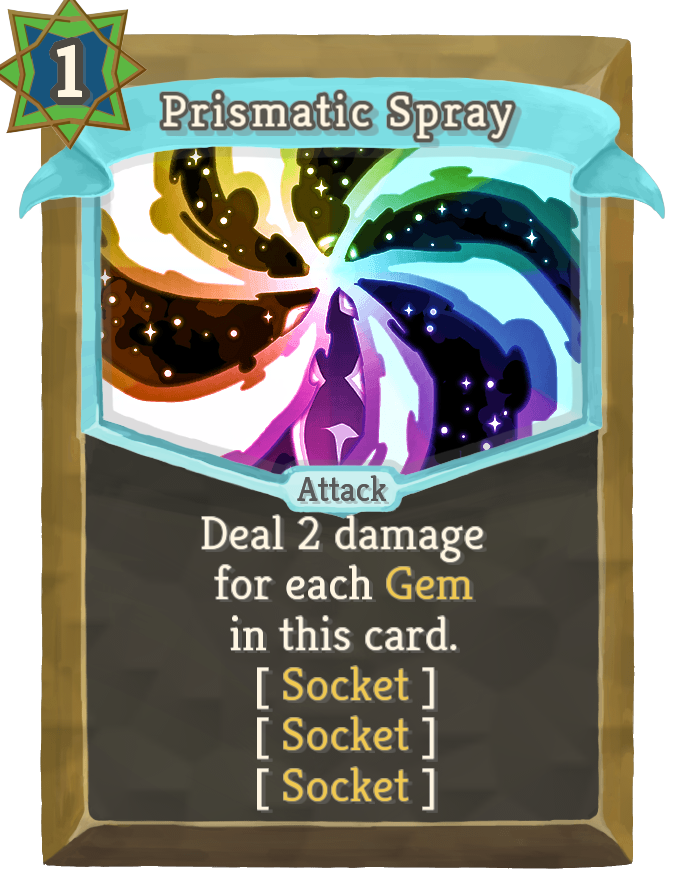 1
Prismatic Spray
Attack
Deal 2 damage
for each Gem
in this card.
[ Socket ]
[ Socket ]
[ Socket ]